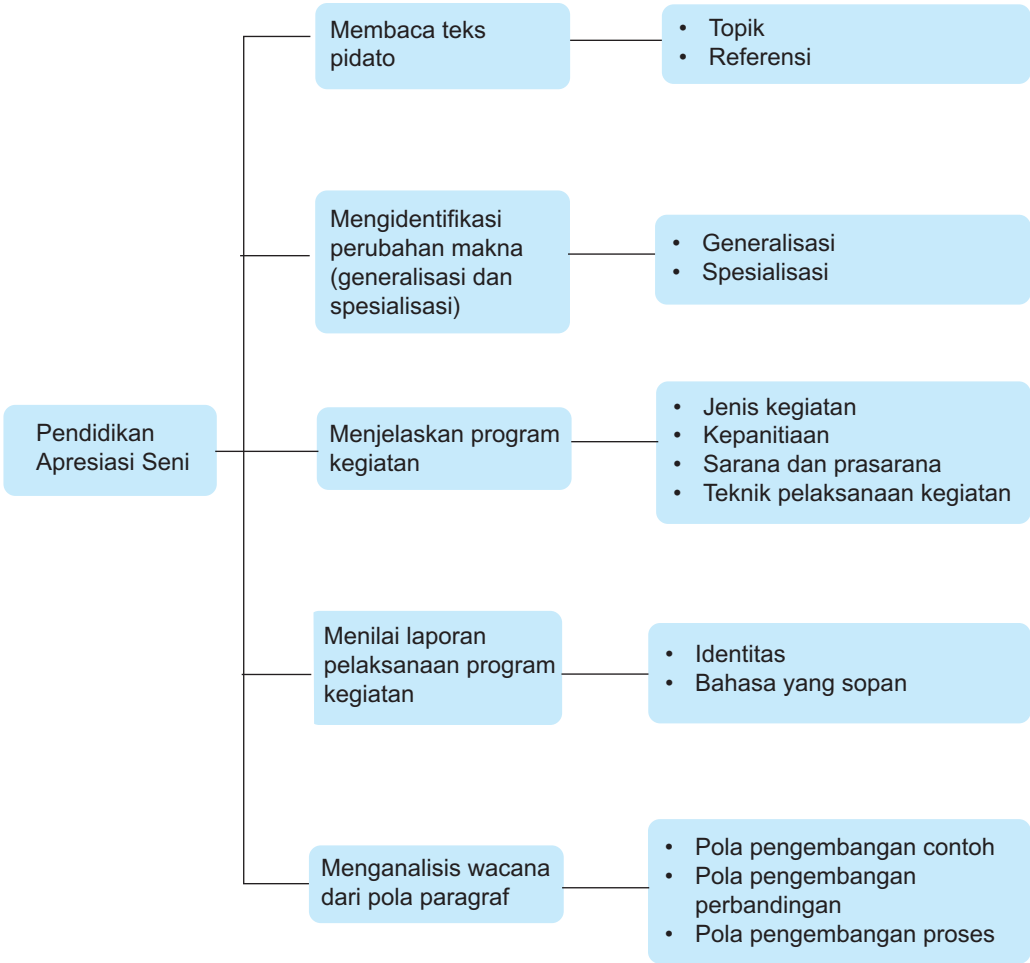 Membaca teks
pidato
• Topik
• Referensi
Mengidentifikasi
perubahan makna
(generalisasi dan
spesialisasi)
• Generalisasi
• Spesialisasi
Pendidikan
Apresiasi Seni
Menjelaskan program
kegiatan
• Jenis kegiatan
• Kepanitiaan
• Sarana dan prasarana
• Teknik pelaksanaan kegiatan
Menilai laporan
pelaksanaan program
kegiatan
• Identitas
• Bahasa yang sopan
Menganalisis wacana
dari pola paragraf
• Pola pengembangan contoh
• Pola pengembangan
perbandingan
• Pola pengembangan proses